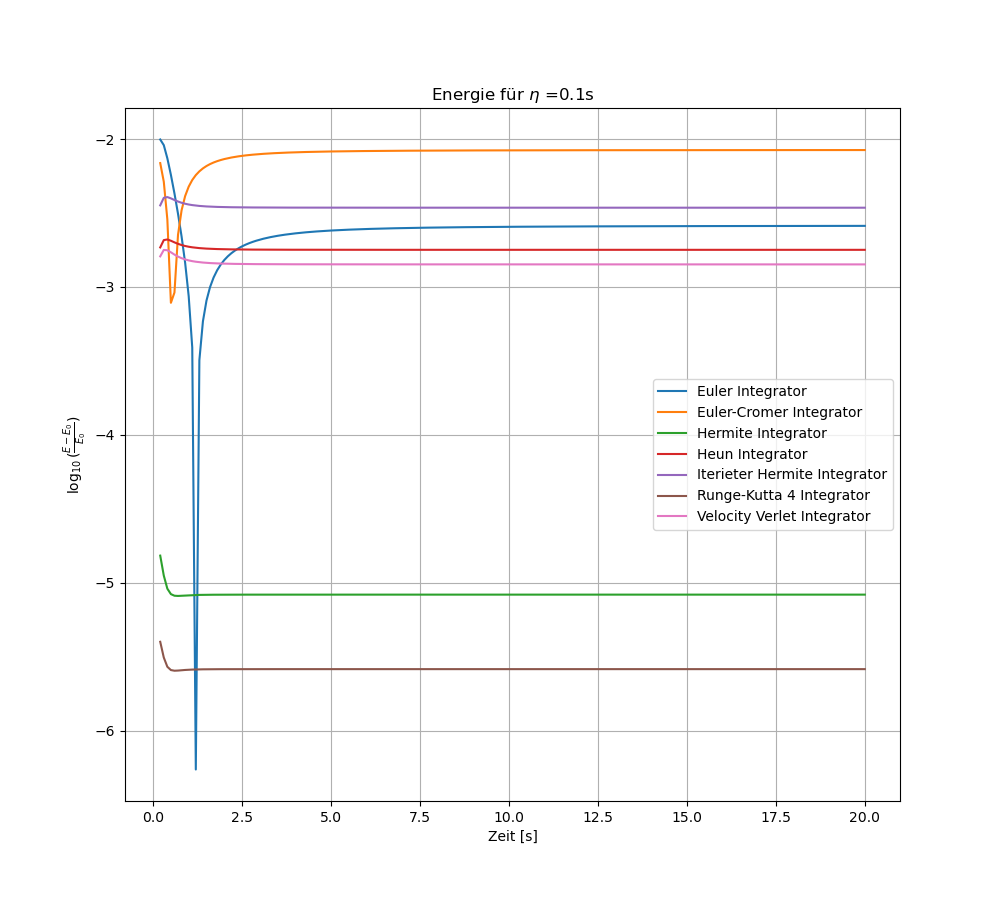 Energie für η =0.1s
−2
−3
−4
−5
−6
log₁₀(E − E₀ / E₀)
0.0 2.5 5.0 7.5 10.0 12.5 15.0 17.5 20.0
Zeit [s]
Euler Integrator
Euler-Cromer Integrator
Hermite Integrator
Heun Integrator
Iterieter Hermite Integrator
Runge-Kutta 4 Integrator
Velocity Verlet Integrator